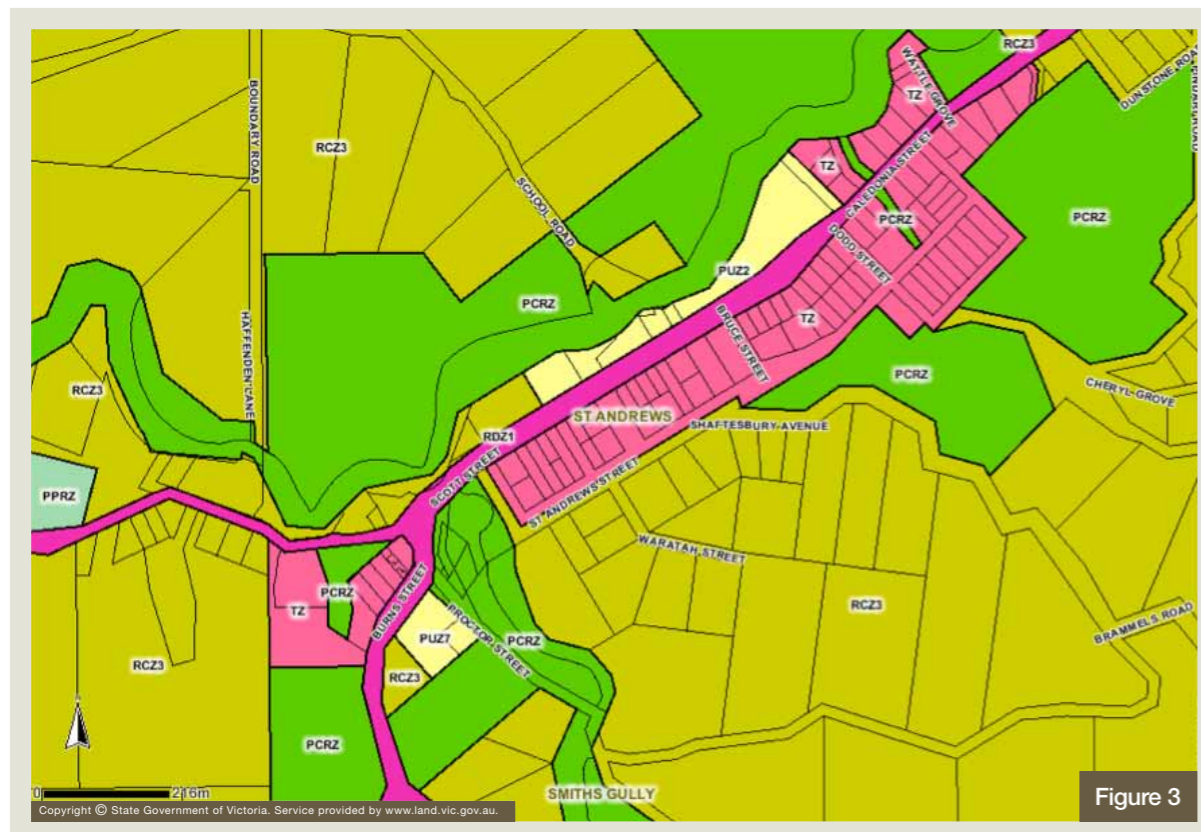 RCZ3
WATTLE GROVE
DUNSTONE ROAD
TZ
BOUNDARY ROAD
RCZ3
CALEDONIA STREET
TZ
SCHOOL ROAD
PCRZ
PCRZ
DODD STREET
PUZ2
PCRZ
HAFFENDEN LANE
BRUCE STREET
TZ
RCZ3
PCRZ
CHERYL GROVE
ST ANDREWS
SHAFTESBURY AVENUE
RDZ1
SCOTT STREET
PPRZ
ST ANDREWS STREET
WARATAH STREET
PCRZ
TZ
BURNS STREET
RCZ3
BRAMMELS ROAD
PROCTOR STREET
PUZ7
PCRZ
RCZ3
RCZ3
PCRZ
0 216m
SMITHS GULLY
Figure 3
Copyright © State Government of Victoria. Service provided by www.land.vic.gov.au.